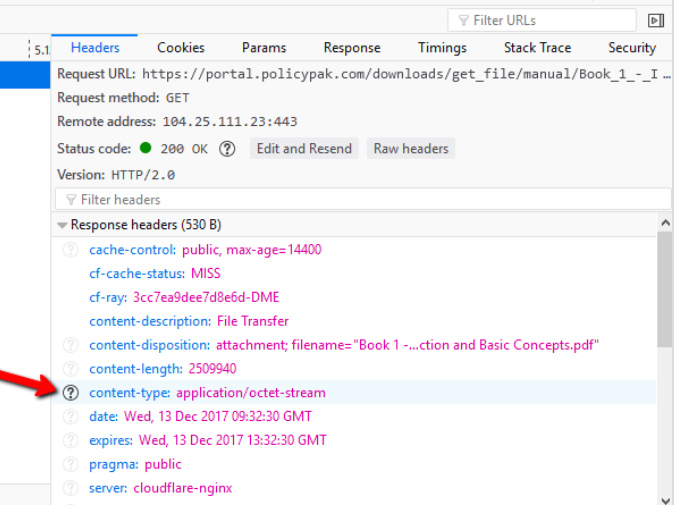 Filter URLs
5.1
Headers Cookies Params Response Timings Stack Trace Security
Request URL: https://portal.policypak.com/downloads/get_file/manual/Book_1_-_I…
Request method: GET
Remote address: 104.25.111.23:443
Status code: 200 OK ? Edit and Resend Raw headers
Version: HTTP/2.0
Filter headers
Response headers (530 B)
? cache-control: public, max-age=14400
cf-cache-status: MISS
cf-ray: 3cc7ea9dee7d8e6d-DME
content-description: File Transfer
? content-disposition: attachment; filename="Book 1 -...ction and Basic Concepts.pdf"
? content-length: 2509940
? content-type: application/octet-stream
? date: Wed, 13 Dec 2017 09:32:30 GMT
? expires: Wed, 13 Dec 2017 13:32:30 GMT
? pragma: public
? server: cloudflare-nginx